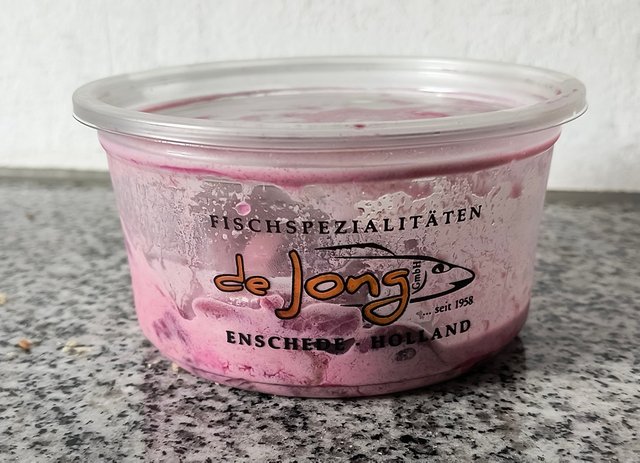 FISCHSPEZIALITÄTEN
de Jong GmbH
... seit 1958
ENSCHEDE HOLLAND